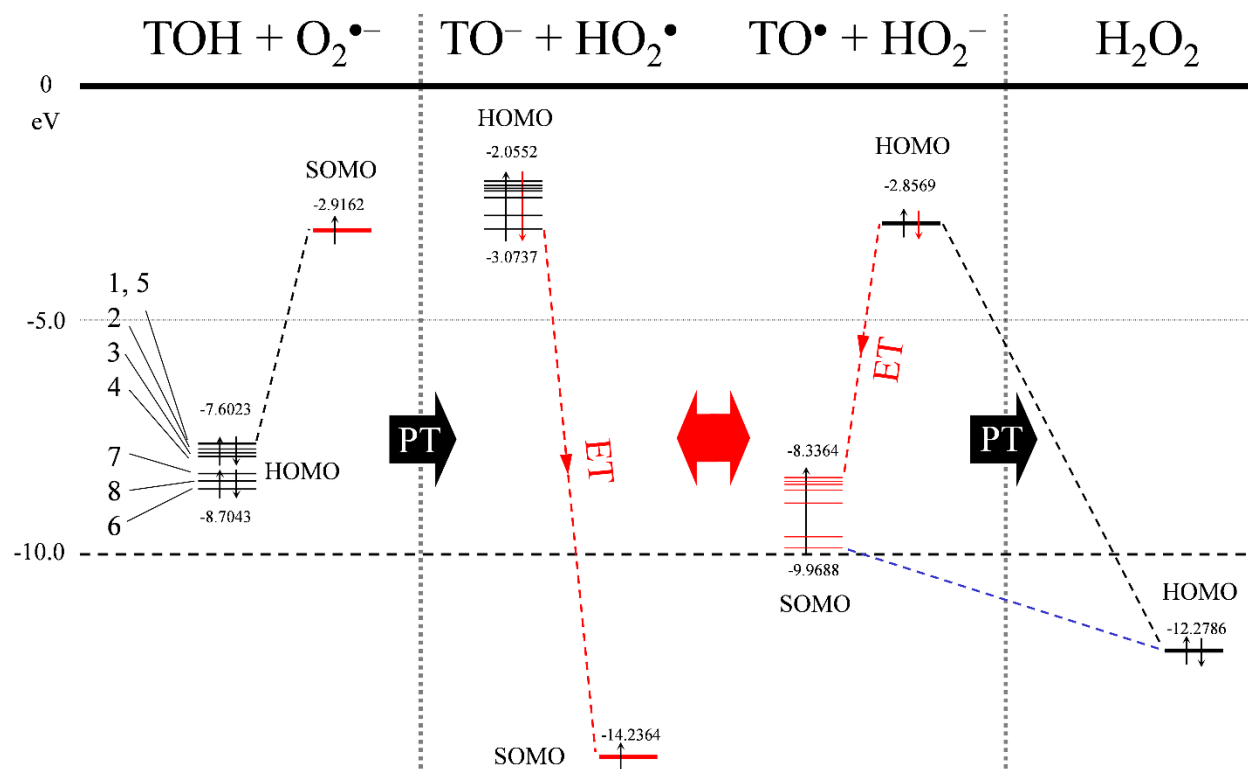 TOH + O₂•⁻
TO⁻ + HO₂•
TO• + HO₂⁻
H₂O₂
0
eV
-5.0
-10.0
SOMO
-2.9162
1, 5
2
3
4
7
8
6
-7.6023
HOMO
-8.7043
PT
HOMO
-2.0552
-3.0737
ET
SOMO
-14.2364
HOMO
-2.8569
ET
-8.3364
-9.9688
SOMO
PT
HOMO
-12.2786